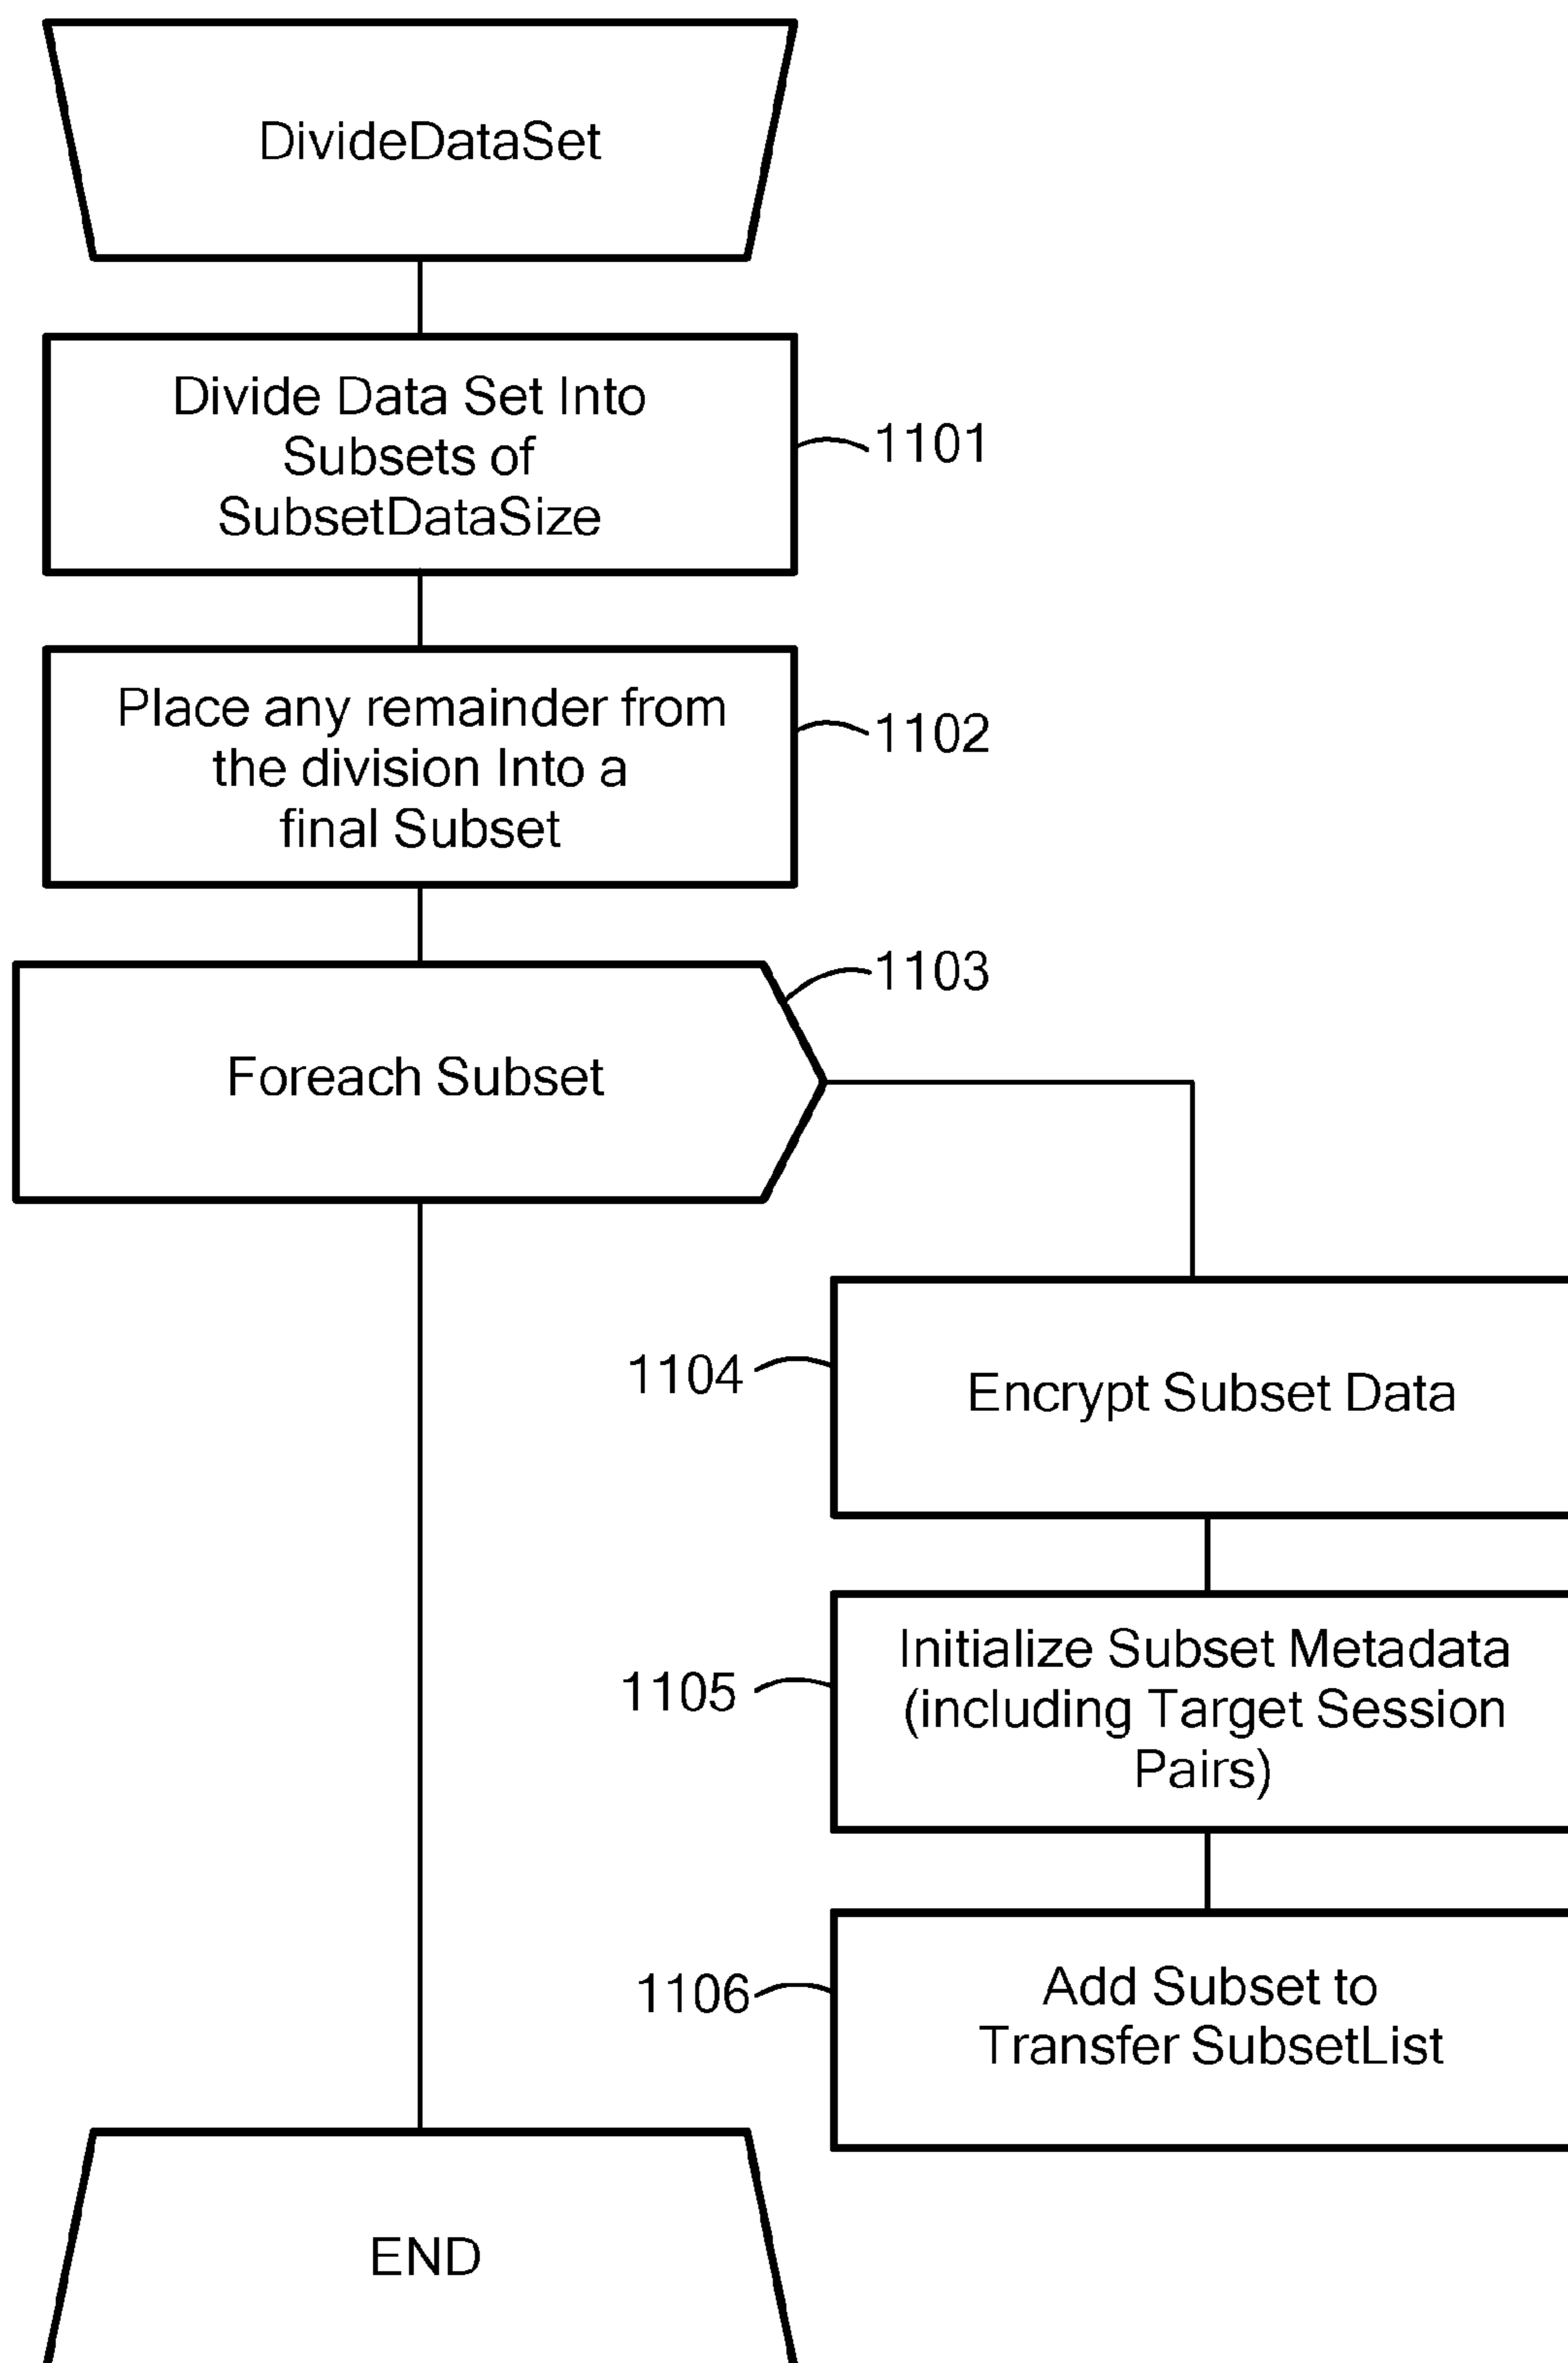 DivideDataSet
Divide Data Set Into
Subsets of
SubsetDataSize
1101
Place any remainder from
the division Into a
final Subset
1102
1103
Foreach Subset
1104
Encrypt Subset Data
1105
Initialize Subset Metadata
(including Target Session
Pairs)
1106
Add Subset to
Transfer SubsetList
END